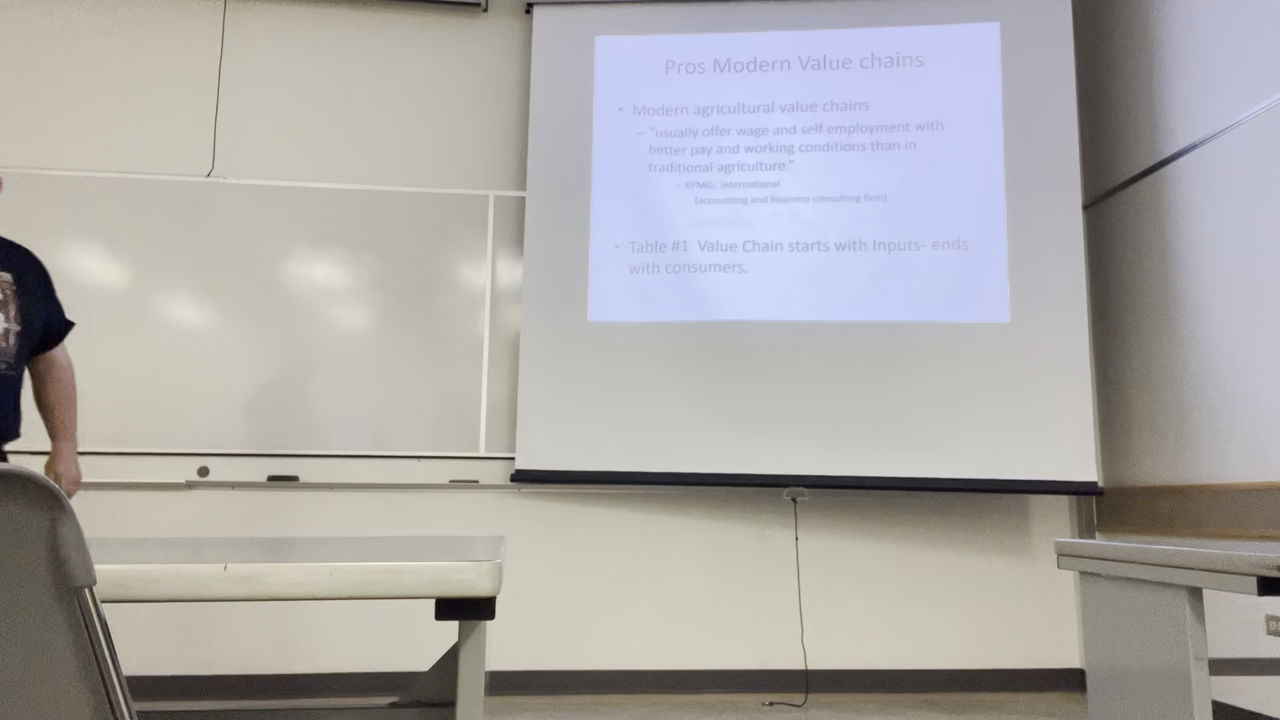 Pros Modern Value chains
• Modern agricultural value chains
– "usually offer wage and self employment with
better pay and working conditions than in
traditional agriculture."
– KPMG: international
(accounting and business consulting firm).
• Table #1 Value Chain starts with Inputs- ends
with consumers.